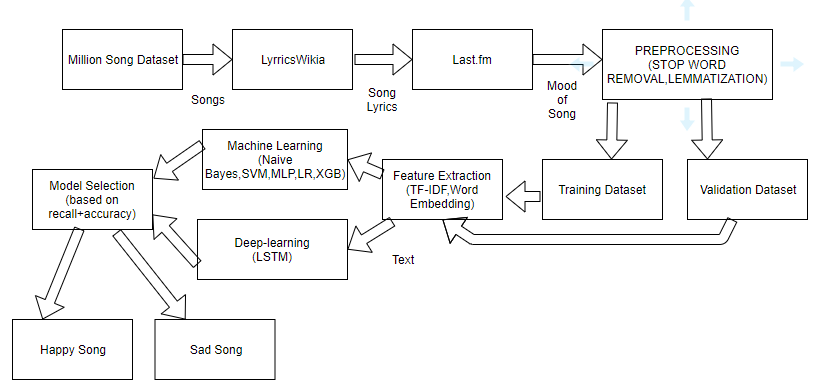 Million Song Dataset
LyrricsWikia
Last.fm
PREPROCESSING
(STOP WORD
REMOVAL,LEMMATIZATION)
Songs
Song
Lyrics
Mood
of
Song
Machine Learning
(Naive
Bayes,SVM,MLP,LR,XGB)
Model Selection
(based on
recall+accuracy)
Feature Extraction
(TF-IDF,Word
Embedding)
Training Dataset
Validation Dataset
Deep-learning
(LSTM)
Text
Happy Song
Sad Song